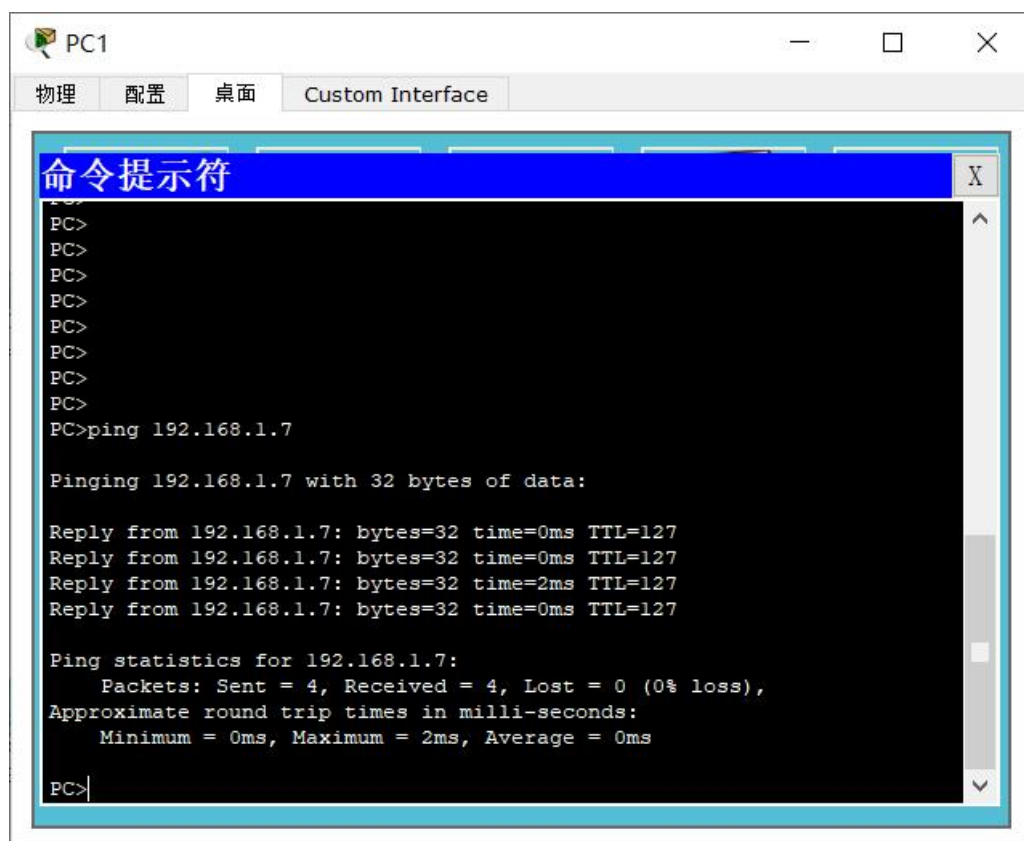 PC1
物理 配置 桌面 Custom Interface
命令提示符 X
PC>
PC>
PC>
PC>
PC>
PC>
PC>
PC>
PC>ping 192.168.1.7
Pinging 192.168.1.7 with 32 bytes of data:
Reply from 192.168.1.7: bytes=32 time=0ms TTL=127
Reply from 192.168.1.7: bytes=32 time=0ms TTL=127
Reply from 192.168.1.7: bytes=32 time=2ms TTL=127
Reply from 192.168.1.7: bytes=32 time=0ms TTL=127
Ping statistics for 192.168.1.7:
Packets: Sent = 4, Received = 4, Lost = 0 (0% loss),
Approximate round trip times in milli-seconds:
Minimum = 0ms, Maximum = 2ms, Average = 0ms
PC>